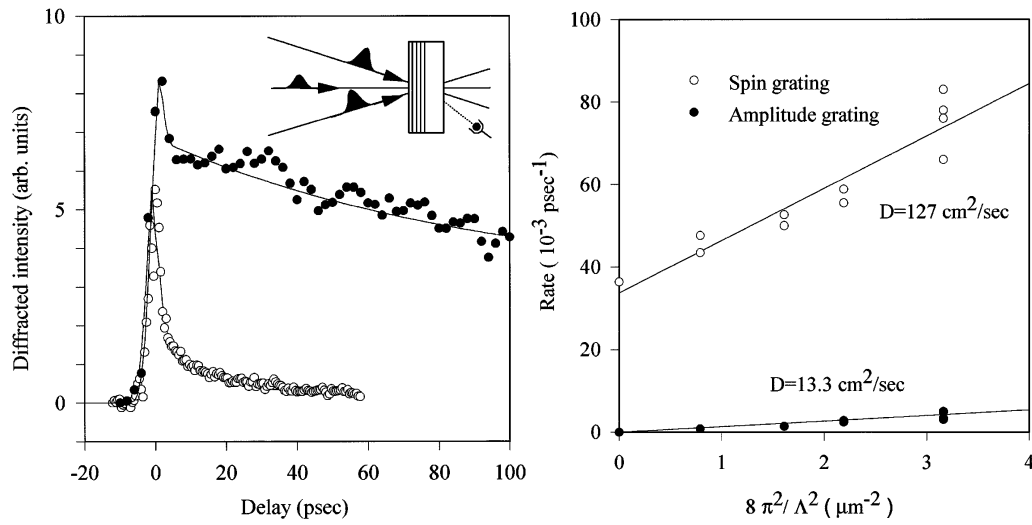 10
5
0
-20
0
20
40
60
80
100
Diffracted intensity (arb. units)
Delay (psec)
100
80
60
40
20
0
0
1
2
3
4
Rate ( 10⁻³ psec⁻¹)
Spin grating
Amplitude grating
D=127 cm²/sec
D=13.3 cm²/sec
8 π²/ Λ² ( μm⁻²)